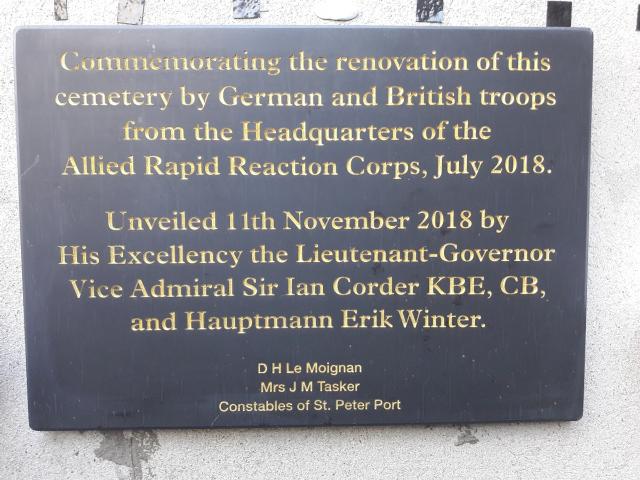 Commemorating the renovation of this
cemetery by German and British troops
from the Headquarters of the
Allied Rapid Reaction Corps, July 2018.
Unveiled 11th November 2018 by
His Excellency the Lieutenant-Governor
Vice Admiral Sir Ian Corder KBE, CB,
and Hauptmann Erik Winter.
D H Le Moignan
Mrs J M Tasker
Constables of St. Peter Port